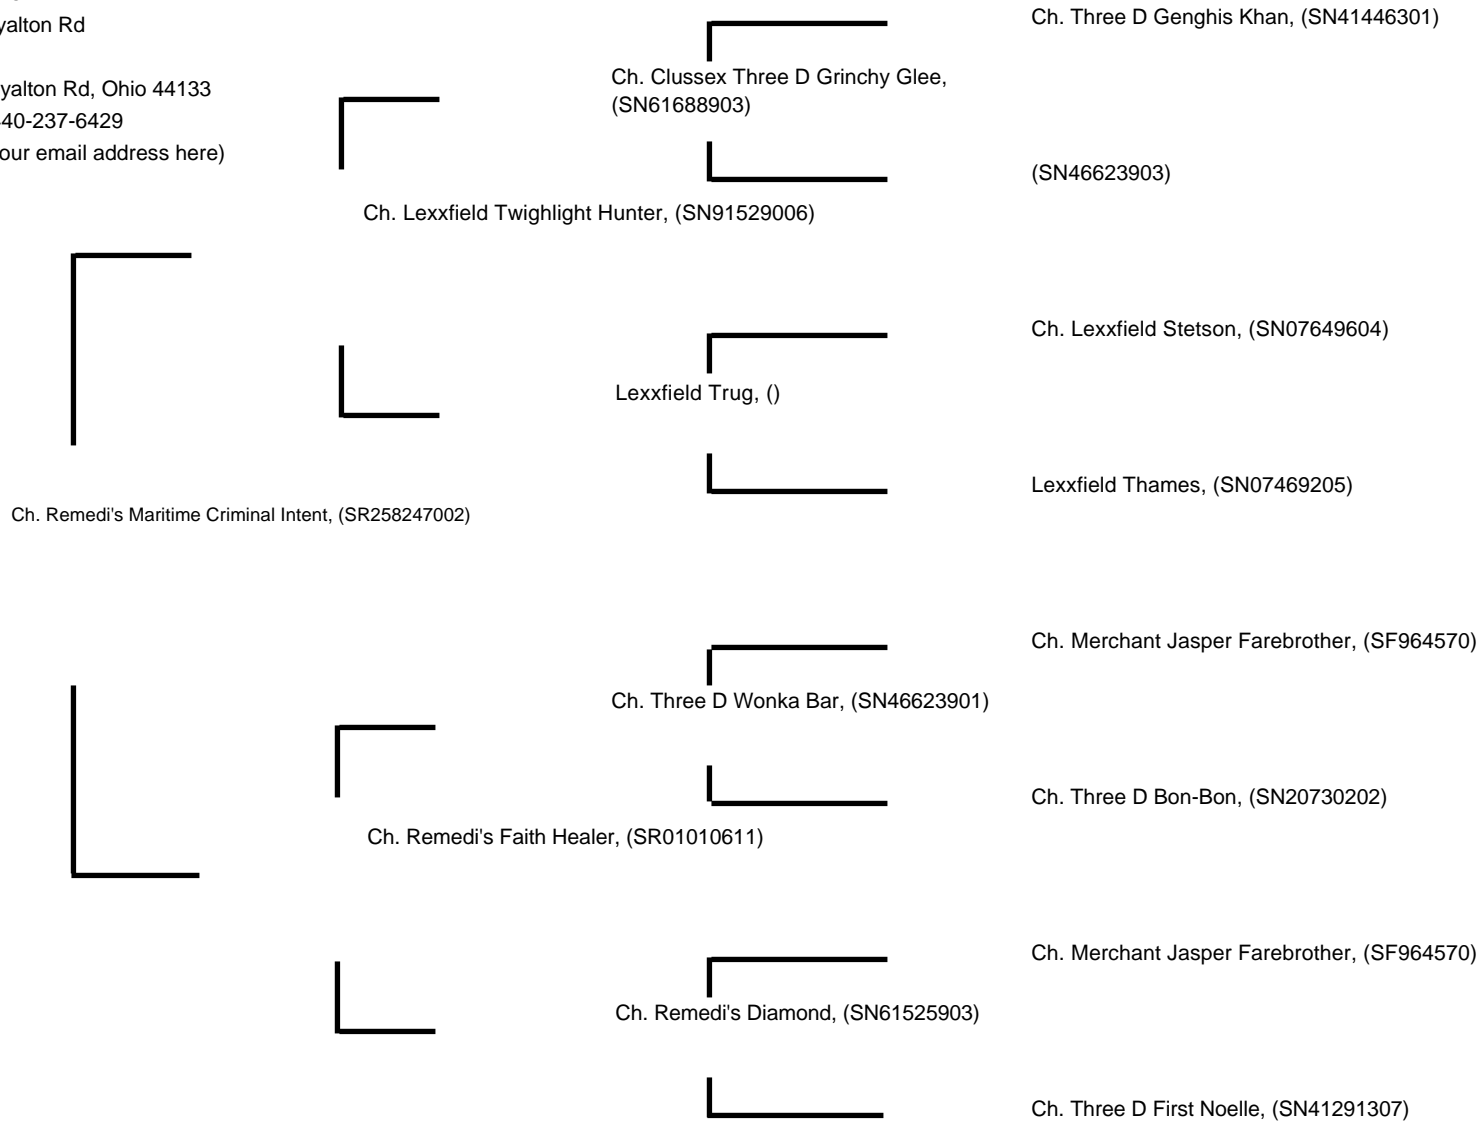 yalton Rd
yalton Rd, Ohio 44133
40-237-6429
our email address here)
Ch. Three D Genghis Khan, (SN41446301)
Ch. Clussex Three D Grinchy Glee,
(SN61688903)
(SN46623903)
Ch. Lexxfield Twighlight Hunter, (SN91529006)
Ch. Lexxfield Stetson, (SN07649604)
Lexxfield Trug, ()
Lexxfield Thames, (SN07469205)
Ch. Remedi's Maritime Criminal Intent, (SR258247002)
Ch. Merchant Jasper Farebrother, (SF964570)
Ch. Three D Wonka Bar, (SN46623901)
Ch. Three D Bon-Bon, (SN20730202)
Ch. Remedi's Faith Healer, (SR01010611)
Ch. Merchant Jasper Farebrother, (SF964570)
Ch. Remedi's Diamond, (SN61525903)
Ch. Three D First Noelle, (SN41291307)